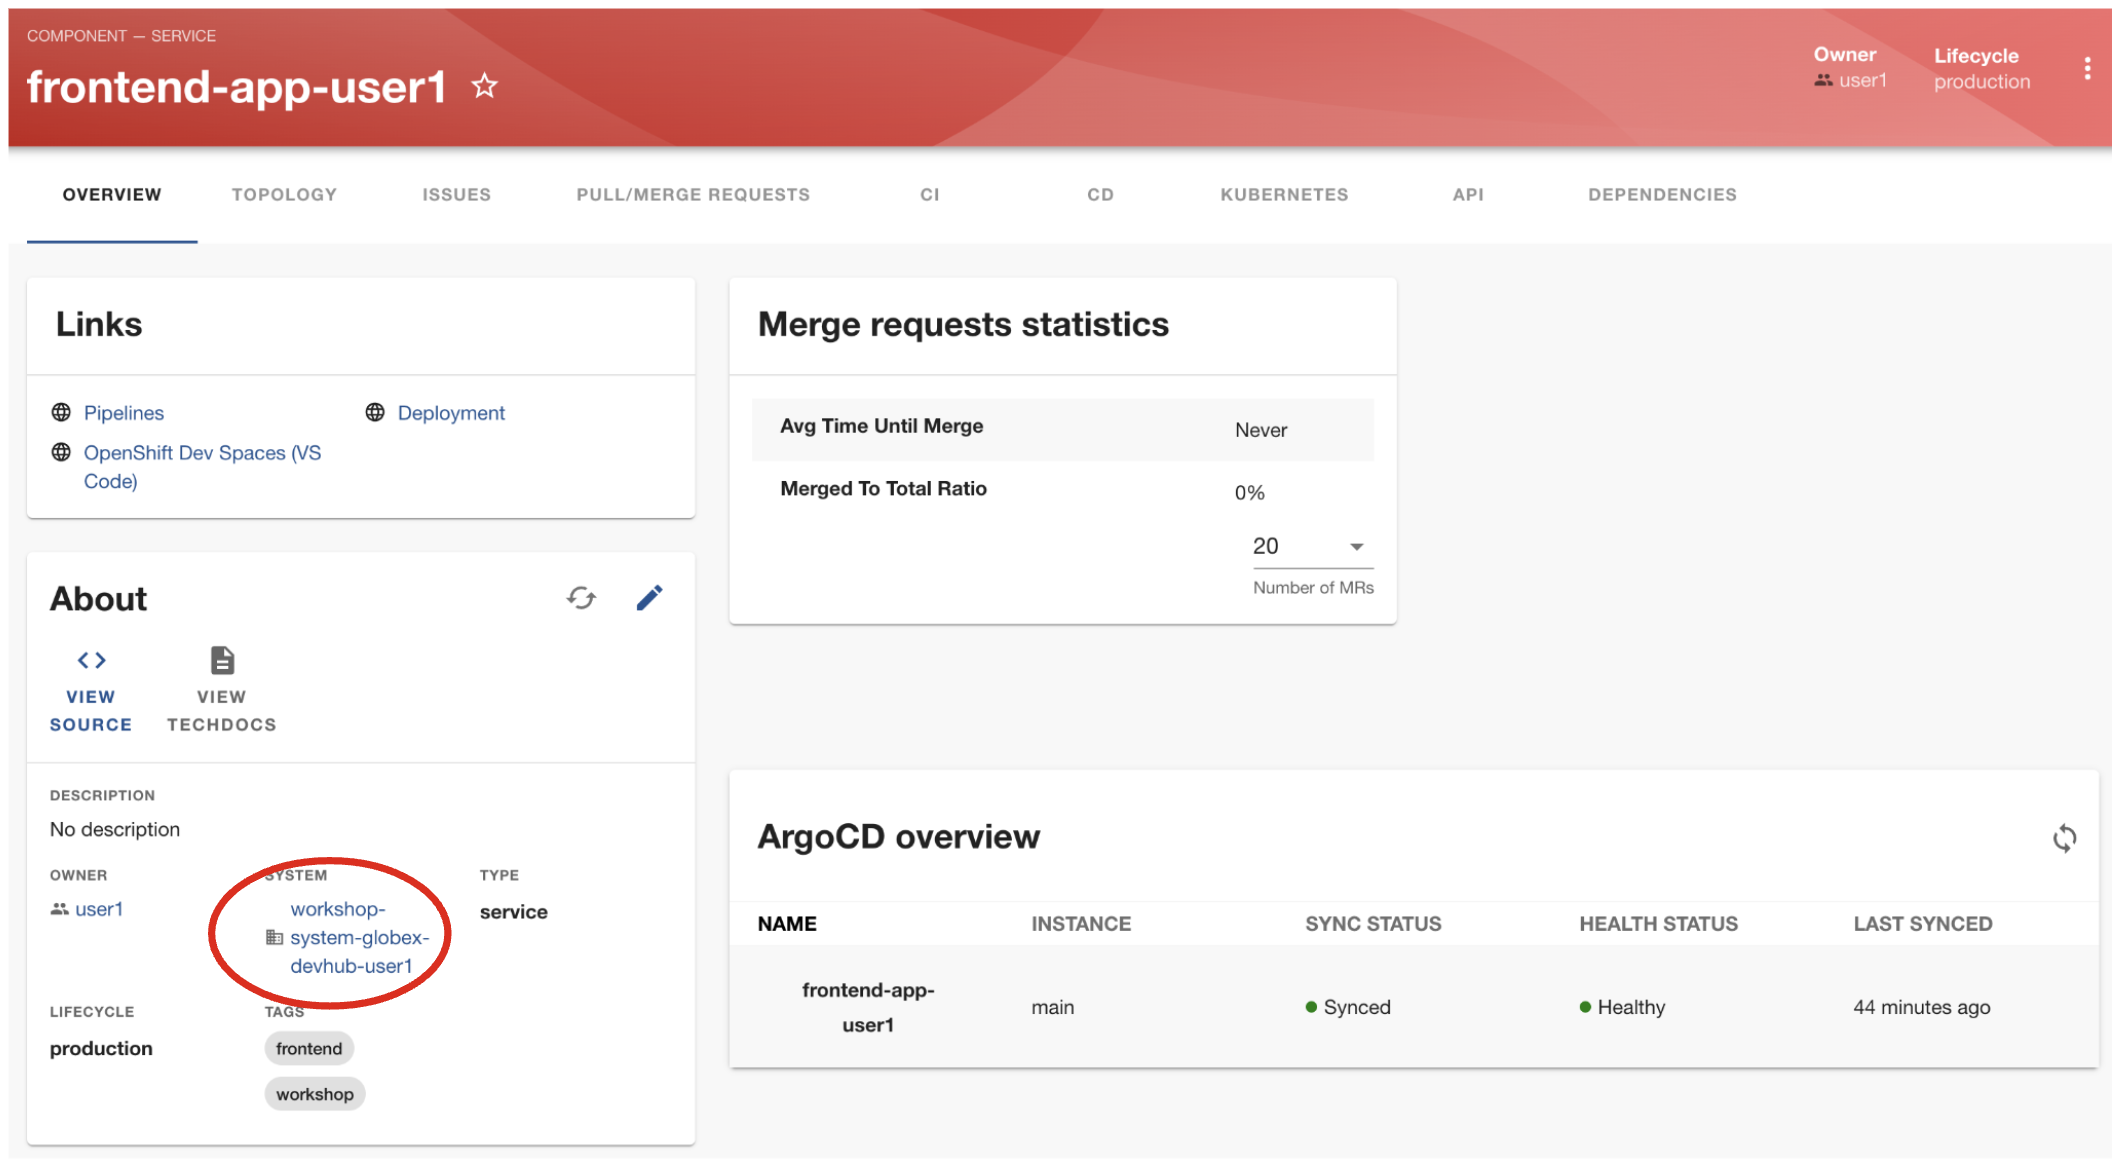 COMPONENT — SERVICE
frontend-app-user1
Owner
user1
Lifecycle
production
OVERVIEW
TOPOLOGY
ISSUES
PULL/MERGE REQUESTS
CI
CD
KUBERNETES
API
DEPENDENCIES
Links
Pipelines
Deployment
OpenShift Dev Spaces (VS
Code)
Merge requests statistics
Avg Time Until Merge
Never
Merged To Total Ratio
0%
20
Number of MRs
About
VIEW
SOURCE
VIEW
TECHDOCS
DESCRIPTION
No description
OWNER
user1
SYSTEM
workshop-
system-globex-
devhub-user1
TYPE
service
LIFECYCLE
production
TAGS
frontend
workshop
ArgoCD overview
NAME
INSTANCE
SYNC STATUS
HEALTH STATUS
LAST SYNCED
frontend-app-
user1
main
Synced
Healthy
44 minutes ago